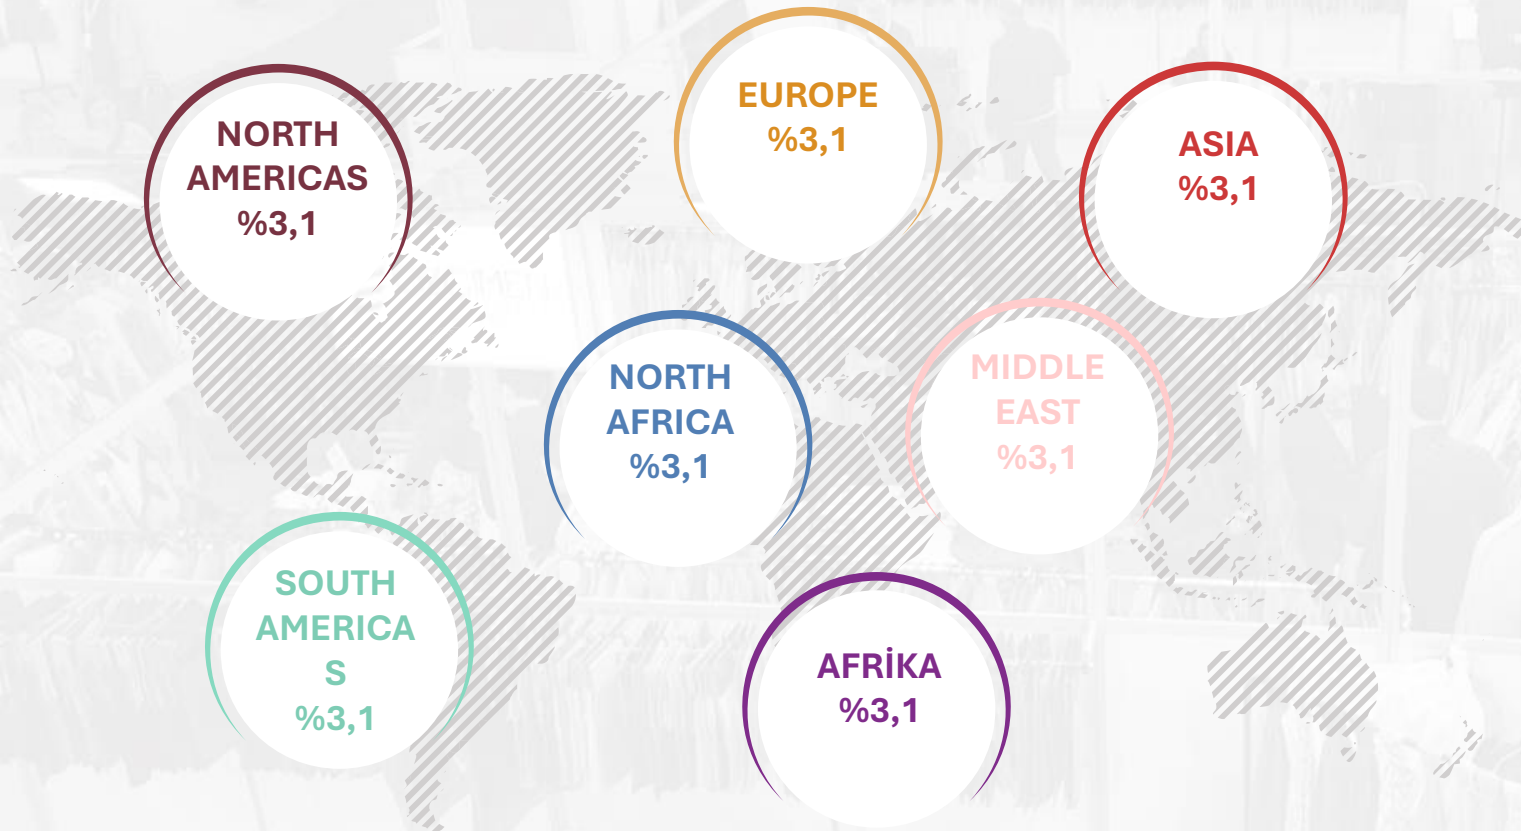 NORTH
AMERICAS
%3,1
EUROPE
%3,1
ASIA
%3,1
NORTH
AFRICA
%3,1
MIDDLE
EAST
%3,1
SOUTH
AMERICA
S
%3,1
AFRİKA
%3,1